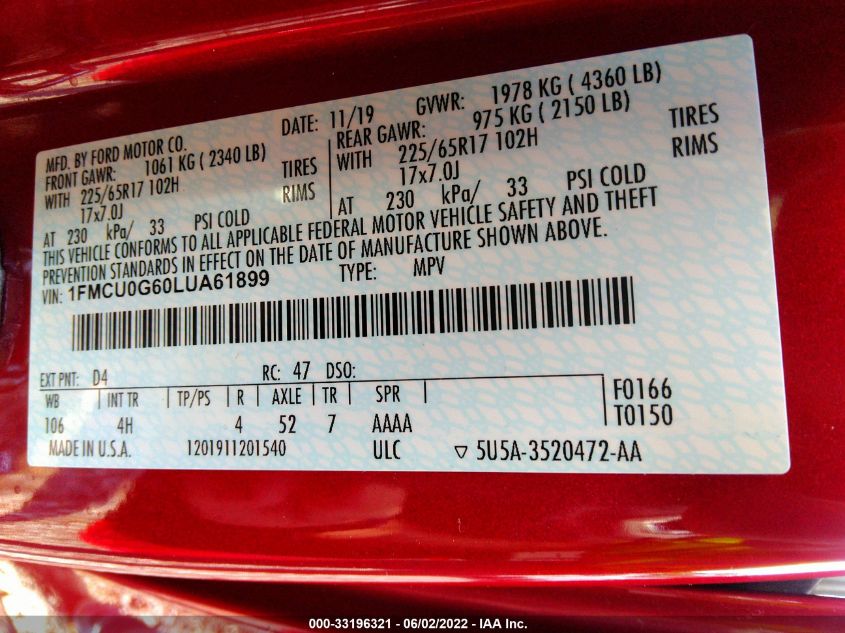 MFD. BY FORD MOTOR CO. DATE: 11/19 GVWR: 1978 KG ( 4360 LB)
FRONT GAWR: 1061 KG ( 2340 LB) REAR GAWR: 975 KG ( 2150 LB)
WITH 225/65R17 102H TIRES WITH 225/65R17 102H TIRES
17x7.0J RIMS 17x7.0J RIMS
AT 230 kPa/ 33 PSI COLD AT 230 kPa/ 33 PSI COLD
THIS VEHICLE CONFORMS TO ALL APPLICABLE FEDERAL MOTOR VEHICLE SAFETY AND THEFT
PREVENTION STANDARDS IN EFFECT ON THE DATE OF MANUFACTURE SHOWN ABOVE.
VIN: 1FMCU0G60LUA61899 TYPE: MPV
EXT PNT: D4 RC: 47 DSO:
WB INT TR TP/PS R AXLE TR SPR F0166
106 4H 4 52 7 AAAA T0150
MADE IN U.S.A. 1201911201540 ULC ▽ 5U5A-3520472-AA
000-33196321 - 06/02/2022 - IAA Inc.